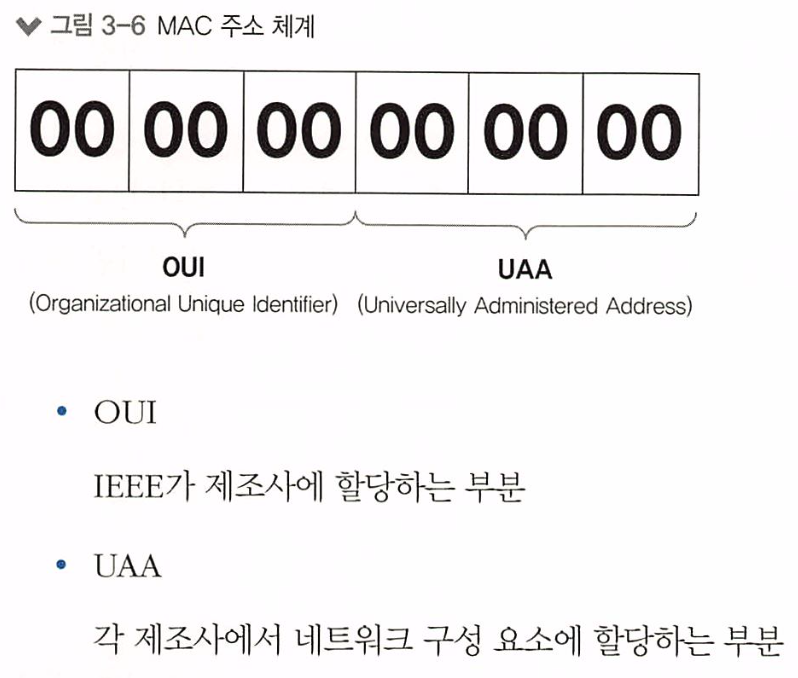 그림 3-6 MAC 주소 체계
00 00 00 00 00 00
OUI UAA
(Organizational Unique Identifier) (Universally Administered Address)
• OUI
IEEE가 제조사에 할당하는 부분
• UAA
각 제조사에서 네트워크 구성 요소에 할당하는 부분